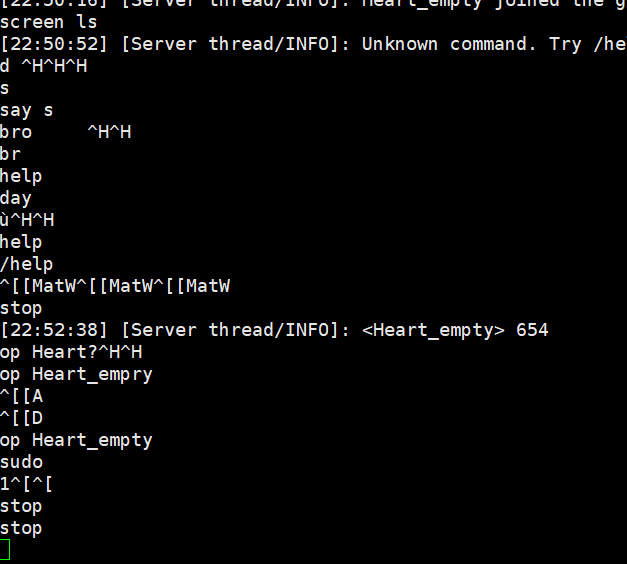 [22:50:16] [Server thread/INFO]: Heart_empty joined the g
screen ls
[22:50:52] [Server thread/INFO]: Unknown command. Try /he
d ^H^H^H
s
say s
bro     ^H^H
br
help
day
ù^H^H
help
/help
^[[MatW^[[MatW^[[MatW
stop
[22:52:38] [Server thread/INFO]: <Heart_empty> 654
op Heart?^H^H
op Heart_empry
^[[A
^[[D
op Heart_empty
sudo
1^[^[
stop
stop